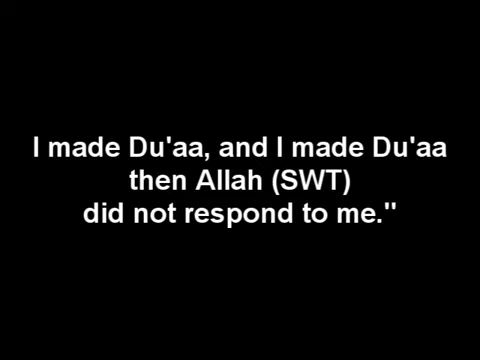 I made Du'aa, and I made Du'aa
then Allah (SWT)
did not respond to me."